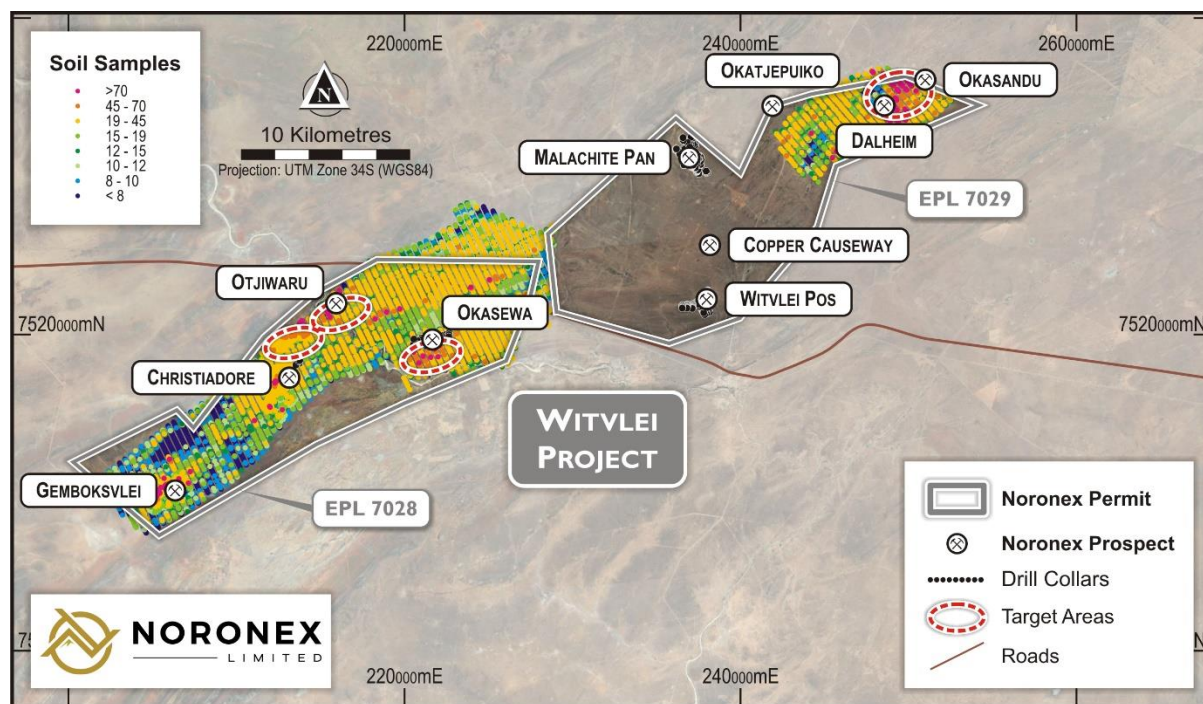 220000mE
240000mE
260000mE
Soil Samples
>70
45 - 70
19 - 45
15 - 19
12 - 15
10 - 12
8 - 10
< 8
N
10 Kilometres
Projection: UTM Zone 34S (WGS84)
OKATJEPUIKO
OKASANDU
DALHEIM
MALACHITE PAN
EPL 7029
COPPER CAUSEWAY
WITVLEI POS
OTJIWARU
OKASEWA
7520000mN
7520000mN
CHRISTIADORE
WITVLEI
PROJECT
GEMBOKSVLEI
EPL 7028
Noronex Permit
Noronex Prospect
Drill Collars
Target Areas
Roads
NORONEX
LIMITED
220000mE
240000mE